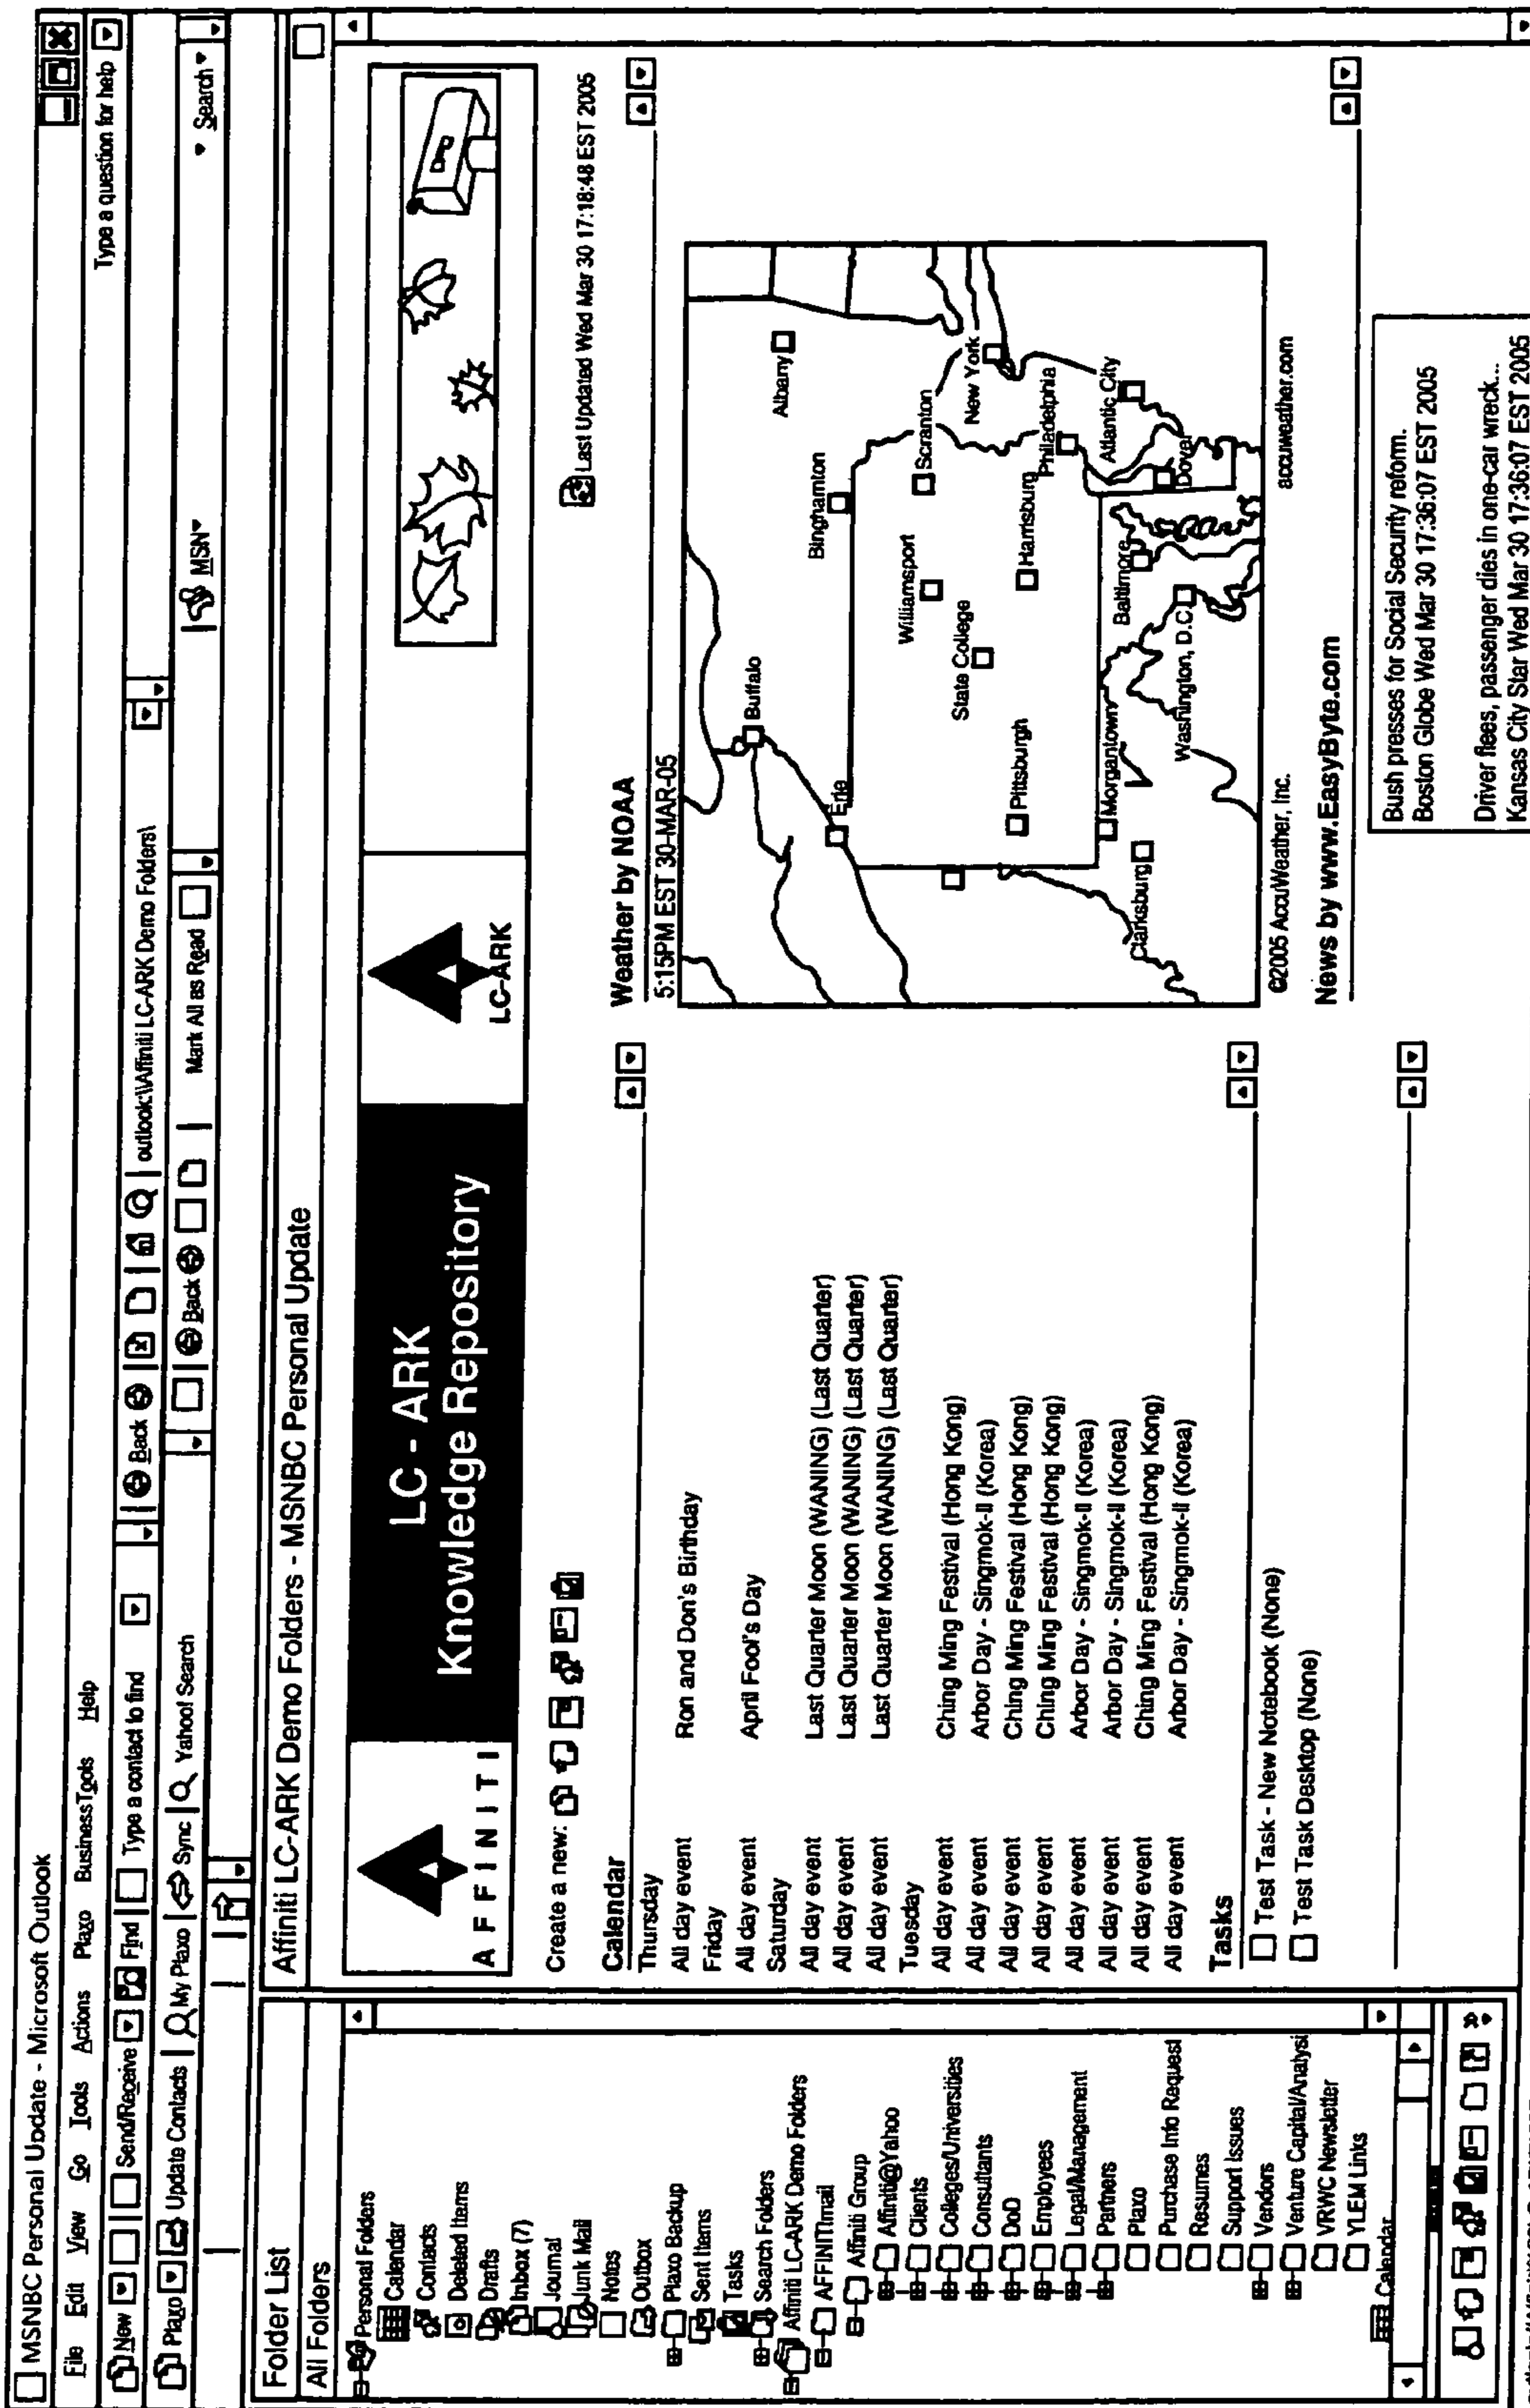 MSNBC Personal Update - Microsoft Outlook
File Edit View Go Tools Actions Plaxo BusinessTools Help Type a question for help
New Send/Receive Find Type a contact to find Back outlook:\\Affiniti LC-ARK Demo Folders\
Plaxo Update Contacts My Plaxo Sync Yahoo! Search Back Mark All as Read MSN Search
Folder List
All Folders
Personal Folders
Calendar
Contacts
Deleted Items
Drafts
Inbox (7)
Journal
Junk Mail
Notes
Outbox
Plaxo Backup
Sent Items
Tasks
Search Folders
Affiniti LC-ARK Demo Folders
AFFINITImail
Affiniti Group
Affiniti@Yahoo
Clients
Colleges/Universities
Consultants
DoD
Employees
Legal/Management
Partners
Plaxo
Purchase Info Request
Resumes
Support Issues
Vendors
Venture Capital/Analysi
VRWC Newsletter
YLEM Links
Calendar
Affiniti LC-ARK Demo Folders - MSNBC Personal Update
AFFINITI
LC - ARK
Knowledge Repository
LC-ARK
Create a new:
Last Updated Wed Mar 30 17:18:48 EST 2005
Calendar
Thursday
All day event Ron and Don's Birthday
Friday
All day event April Fool's Day
Saturday
All day event Last Quarter Moon (WANING) (Last Quarter)
All day event Last Quarter Moon (WANING) (Last Quarter)
All day event Last Quarter Moon (WANING) (Last Quarter)
Tuesday
All day event Ching Ming Festival (Hong Kong)
All day event Arbor Day - Singmok-Il (Korea)
All day event Ching Ming Festival (Hong Kong)
All day event Ching Ming Festival (Hong Kong)
All day event Arbor Day - Singmok-Il (Korea)
All day event Arbor Day - Singmok-Il (Korea)
All day event Ching Ming Festival (Hong Kong)
All day event Arbor Day - Singmok-Il (Korea)
Tasks
Test Task - New Notebook (None)
Test Task Desktop (None)
Weather by NOAA
5:15PM EST 30-MAR-05
Buffalo
Albany
Binghamton
Erie
Scranton
Williamsport
New York
State College
Pittsburgh
Harrisburg
Philadelphia
Atlantic City
Morgantown
Baltimore
Clarksburg
Dover
Washington, D.C.
©2005 AccuWeather, Inc. accuweather.com
News by www.EasyByte.com
Bush presses for Social Security reform.
Boston Globe Wed Mar 30 17:36:07 EST 2005
Driver flees, passenger dies in one-car wreck...
Kansas City Star Wed Mar 30 17:36:07 EST 2005